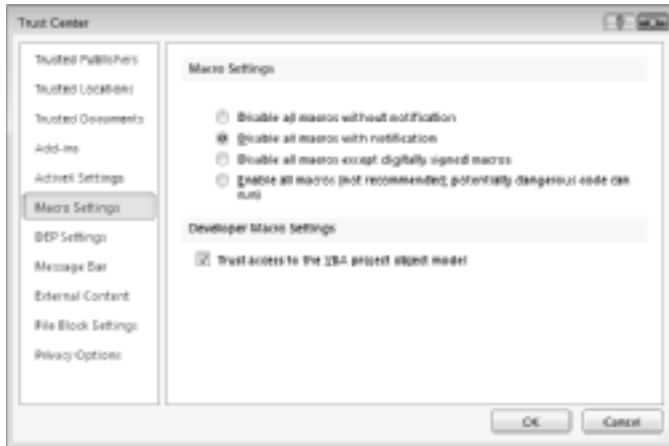 Trust Center
Trusted Publishers
Trusted Locations
Trusted Documents
Add-ins
ActiveX Settings
Macro Settings
DEP Settings
Message Bar
External Content
File Block Settings
Privacy Options
Macro Settings
Disable all macros without notification
Disable all macros with notification
Disable all macros except digitally signed macros
Enable all macros (not recommended; potentially dangerous code can
run)
Developer Macro Settings
Trust access to the VBA project object model
OK
Cancel